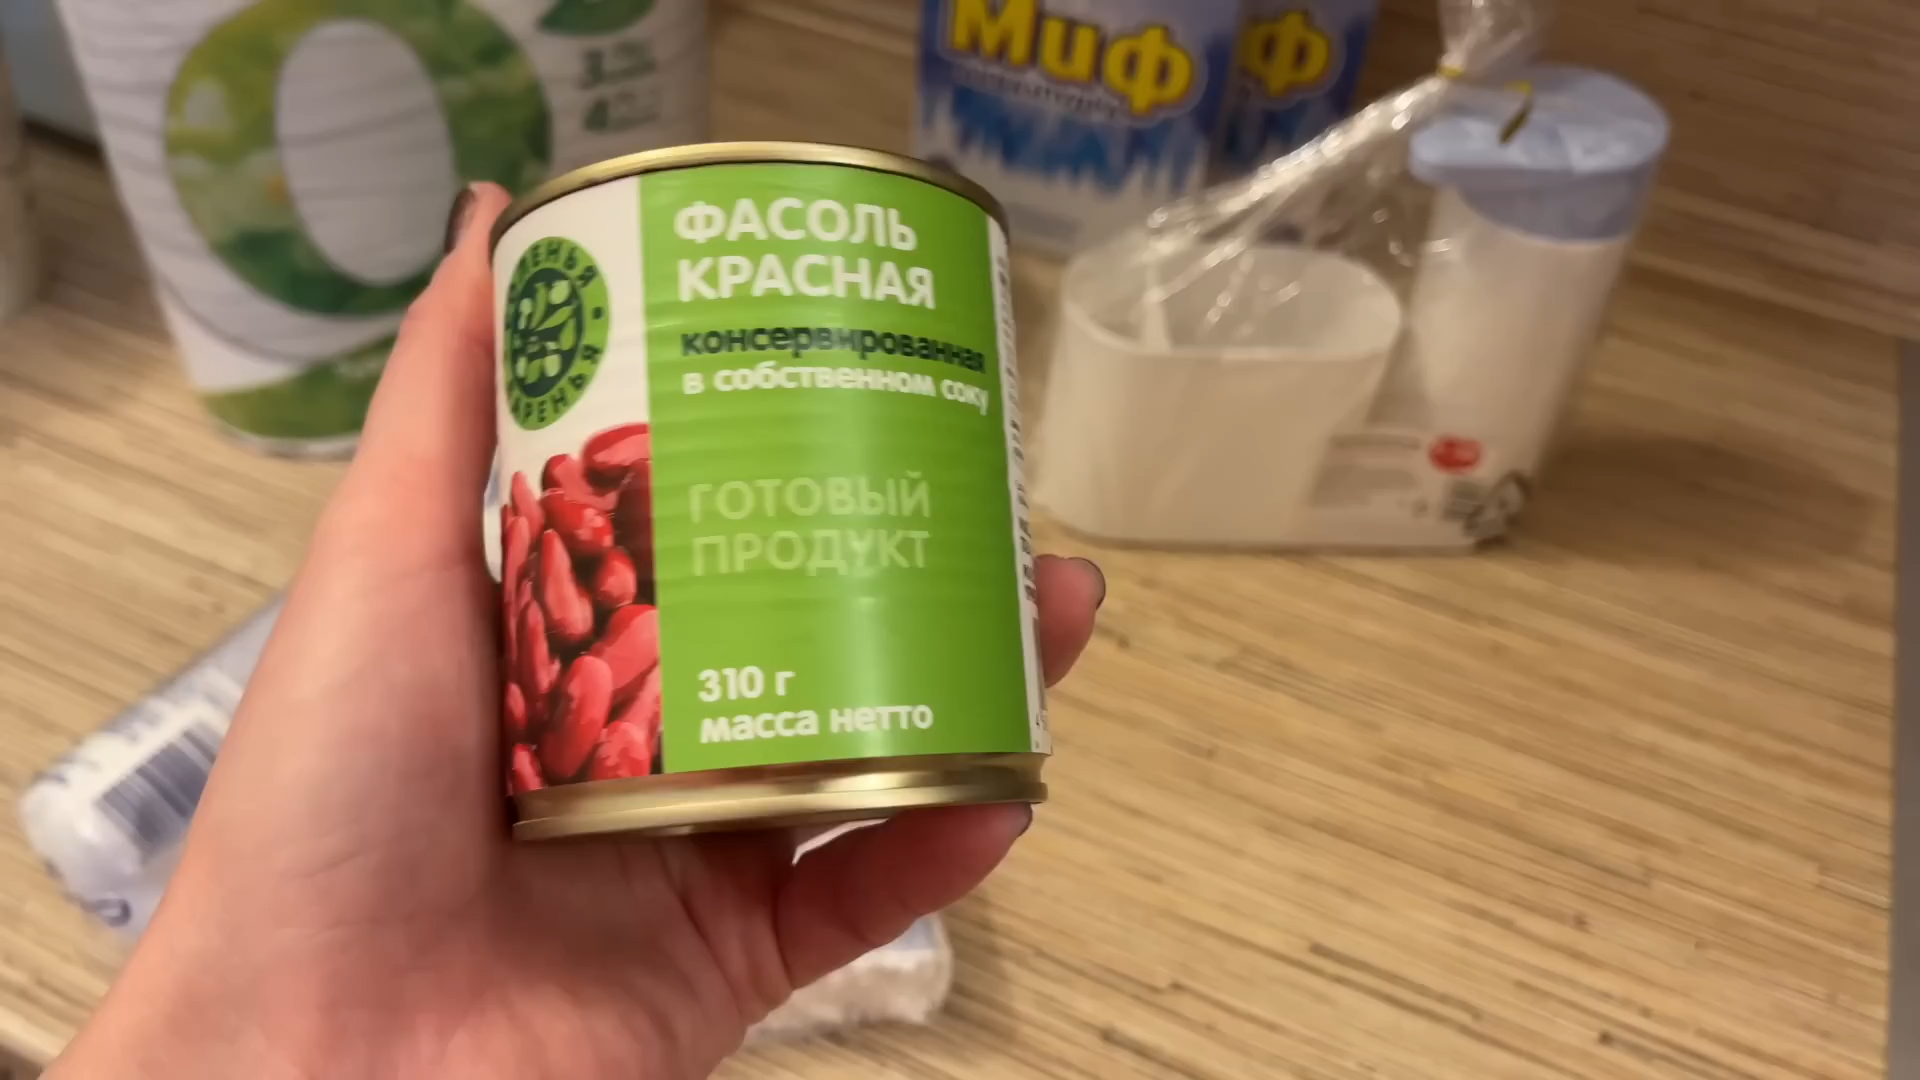 Миф
Ф
ФАСОЛЬ
КРАСНАЯ
консервированная
в собственном соку
ГОТОВЫЙ
ПРОДУКТ
310 г
масса нетто